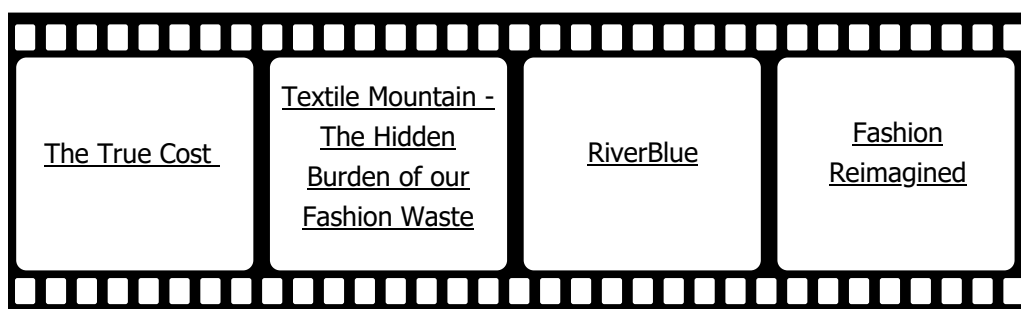 The True Cost
Textile Mountain -
The Hidden
Burden of our
Fashion Waste
RiverBlue
Fashion
Reimagined